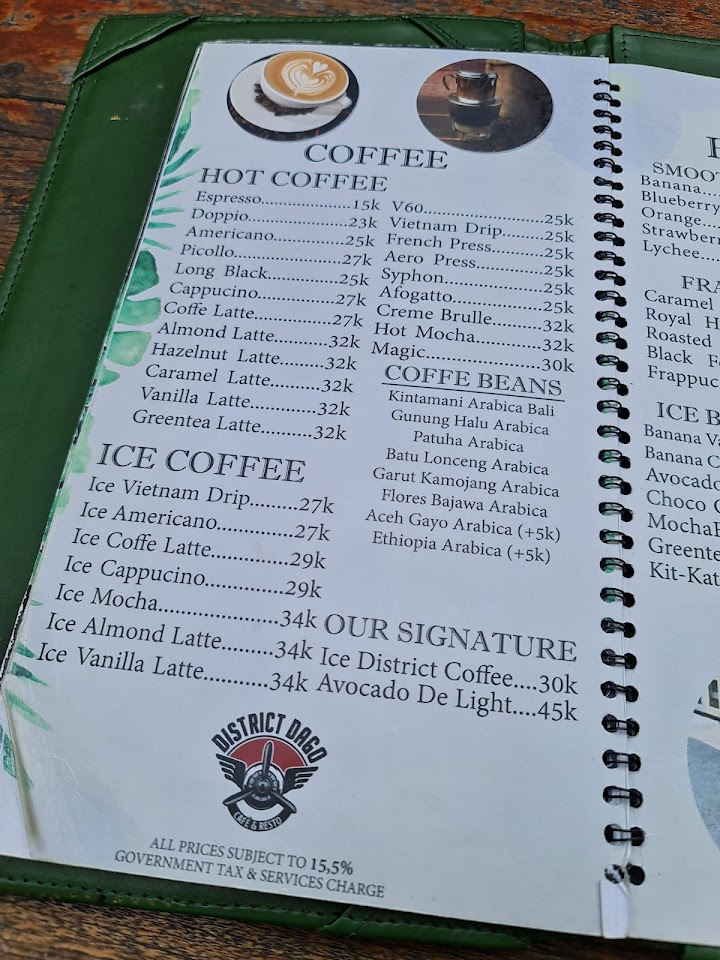 COFFEE
HOT COFFEE
Espresso....................15k
Doppio......................23k
Americano................25k
Picollo........................27k
Long Black................25k
Cappucino.................27k
Coffe Latte.................27k
Almond Latte.............32k
Hazelnut Latte...........32k
Caramel Latte............32k
Vanilla Latte..............32k
Greentea Latte...........32k
V60...........................25k
Vietnam Drip.............25k
French Press...............25k
Aero Press..................25k
Syphon......................25k
Afogatto....................25k
Creme Brulle.............32k
Hot Mocha................32k
Magic........................30k
COFFE BEANS
Kintamani Arabica Bali
Gunung Halu Arabica
Patuha Arabica
Batu Lonceng Arabica
Garut Kamojang Arabica
Flores Bajawa Arabica
Aceh Gayo Arabica (+5k)
Ethiopia Arabica (+5k)
ICE COFFEE
Ice Vietnam Drip.........27k
Ice Americano..............27k
Ice Coffe Latte..............29k
Ice Cappucino..............29k
Ice Mocha.....................34k
Ice Almond Latte.........34k
Ice Vanilla Latte...........34k
OUR SIGNATURE
Ice District Coffee....30k
Avocado De Light....45k
DISTRICT DAGO
CAFÉ & RESTO
ALL PRICES SUBJECT TO 15,5%
GOVERNMENT TAX & SERVICES CHARGE
Banana....
Blueberry
Orange....
Lychee....
Caramel
Royal
Roasted
Black
ICE
Banana
Banana
Avocado
Choco
Kit-Kat